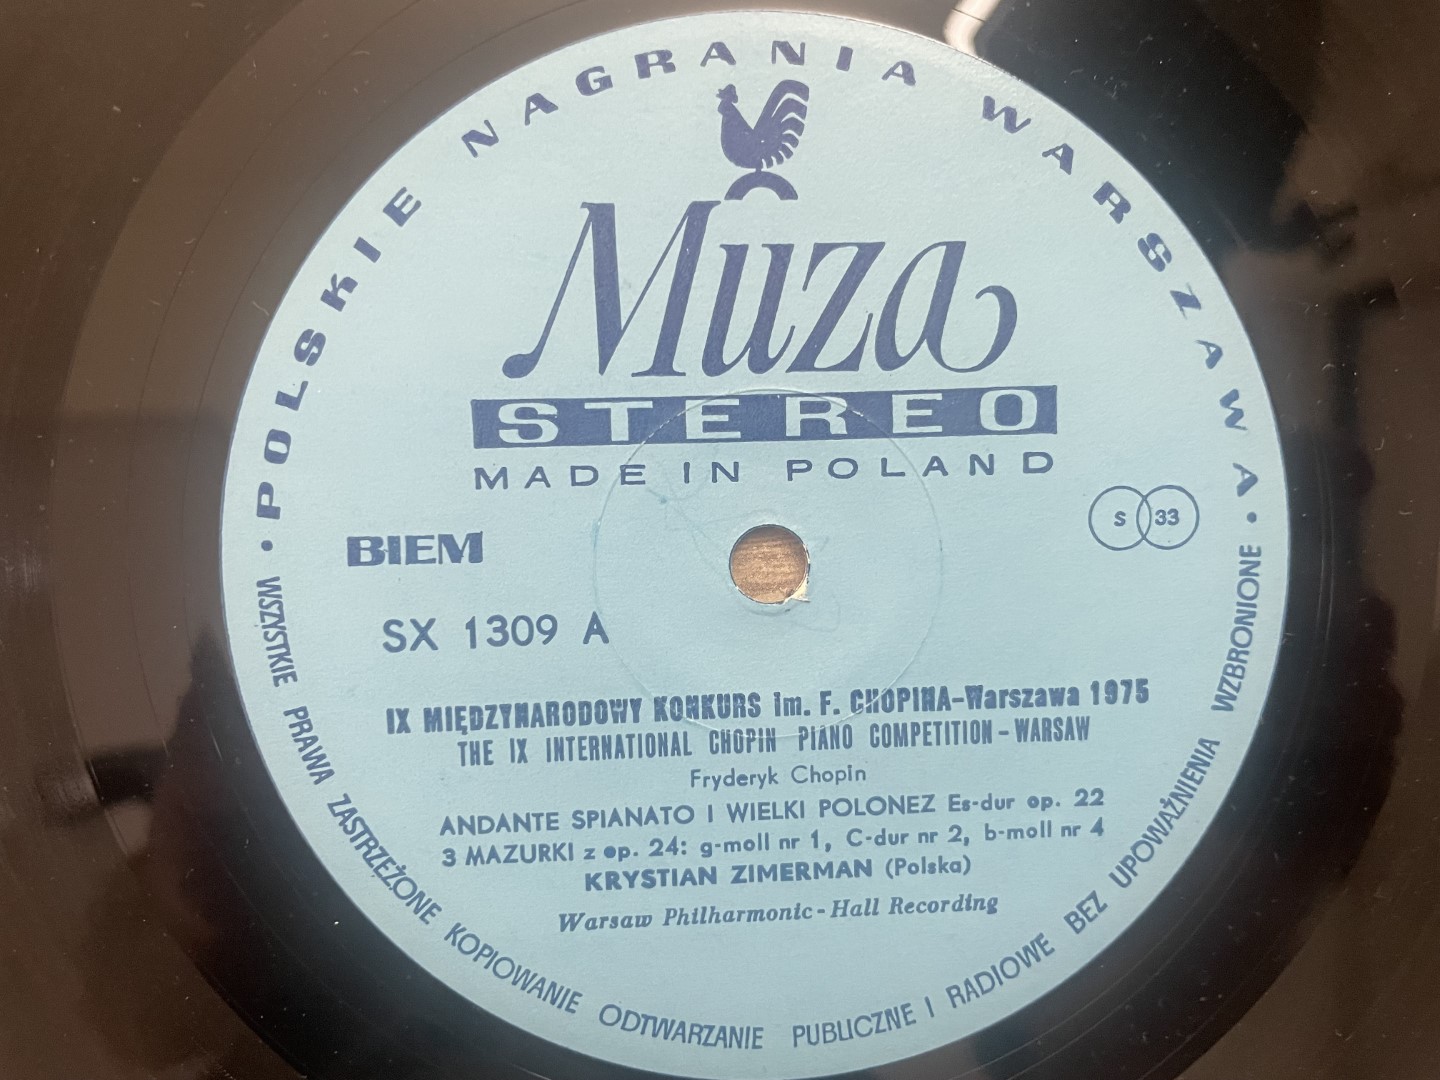 • POLSKIE NAGRANIA WARSZAWA •
Muza
STEREO
MADE IN POLAND
S 33
BIEM
SX 1309 A
IX MIĘDZYNARODOWY KONKURS im. F. CHOPINA-Warszawa 1975
THE IX INTERNATIONAL CHOPIN PIANO COMPETITION - WARSAW
Fryderyk Chopin
ANDANTE SPIANATO I WIELKI POLONEZ Es-dur op. 22
3 MAZURKI z op. 24: g-moll nr 1, C-dur nr 2, b-moll nr 4
KRYSTIAN ZIMERMAN (Polska)
Warsaw Philharmonic - Hall Recording
WSZYSTKIE PRAWA ZASTRZEŻONE KOPIOWANIE ODTWARZANIE PUBLICZNE I RADIOWE BEZ UPOWAŻNIENIA WZBRONIONE